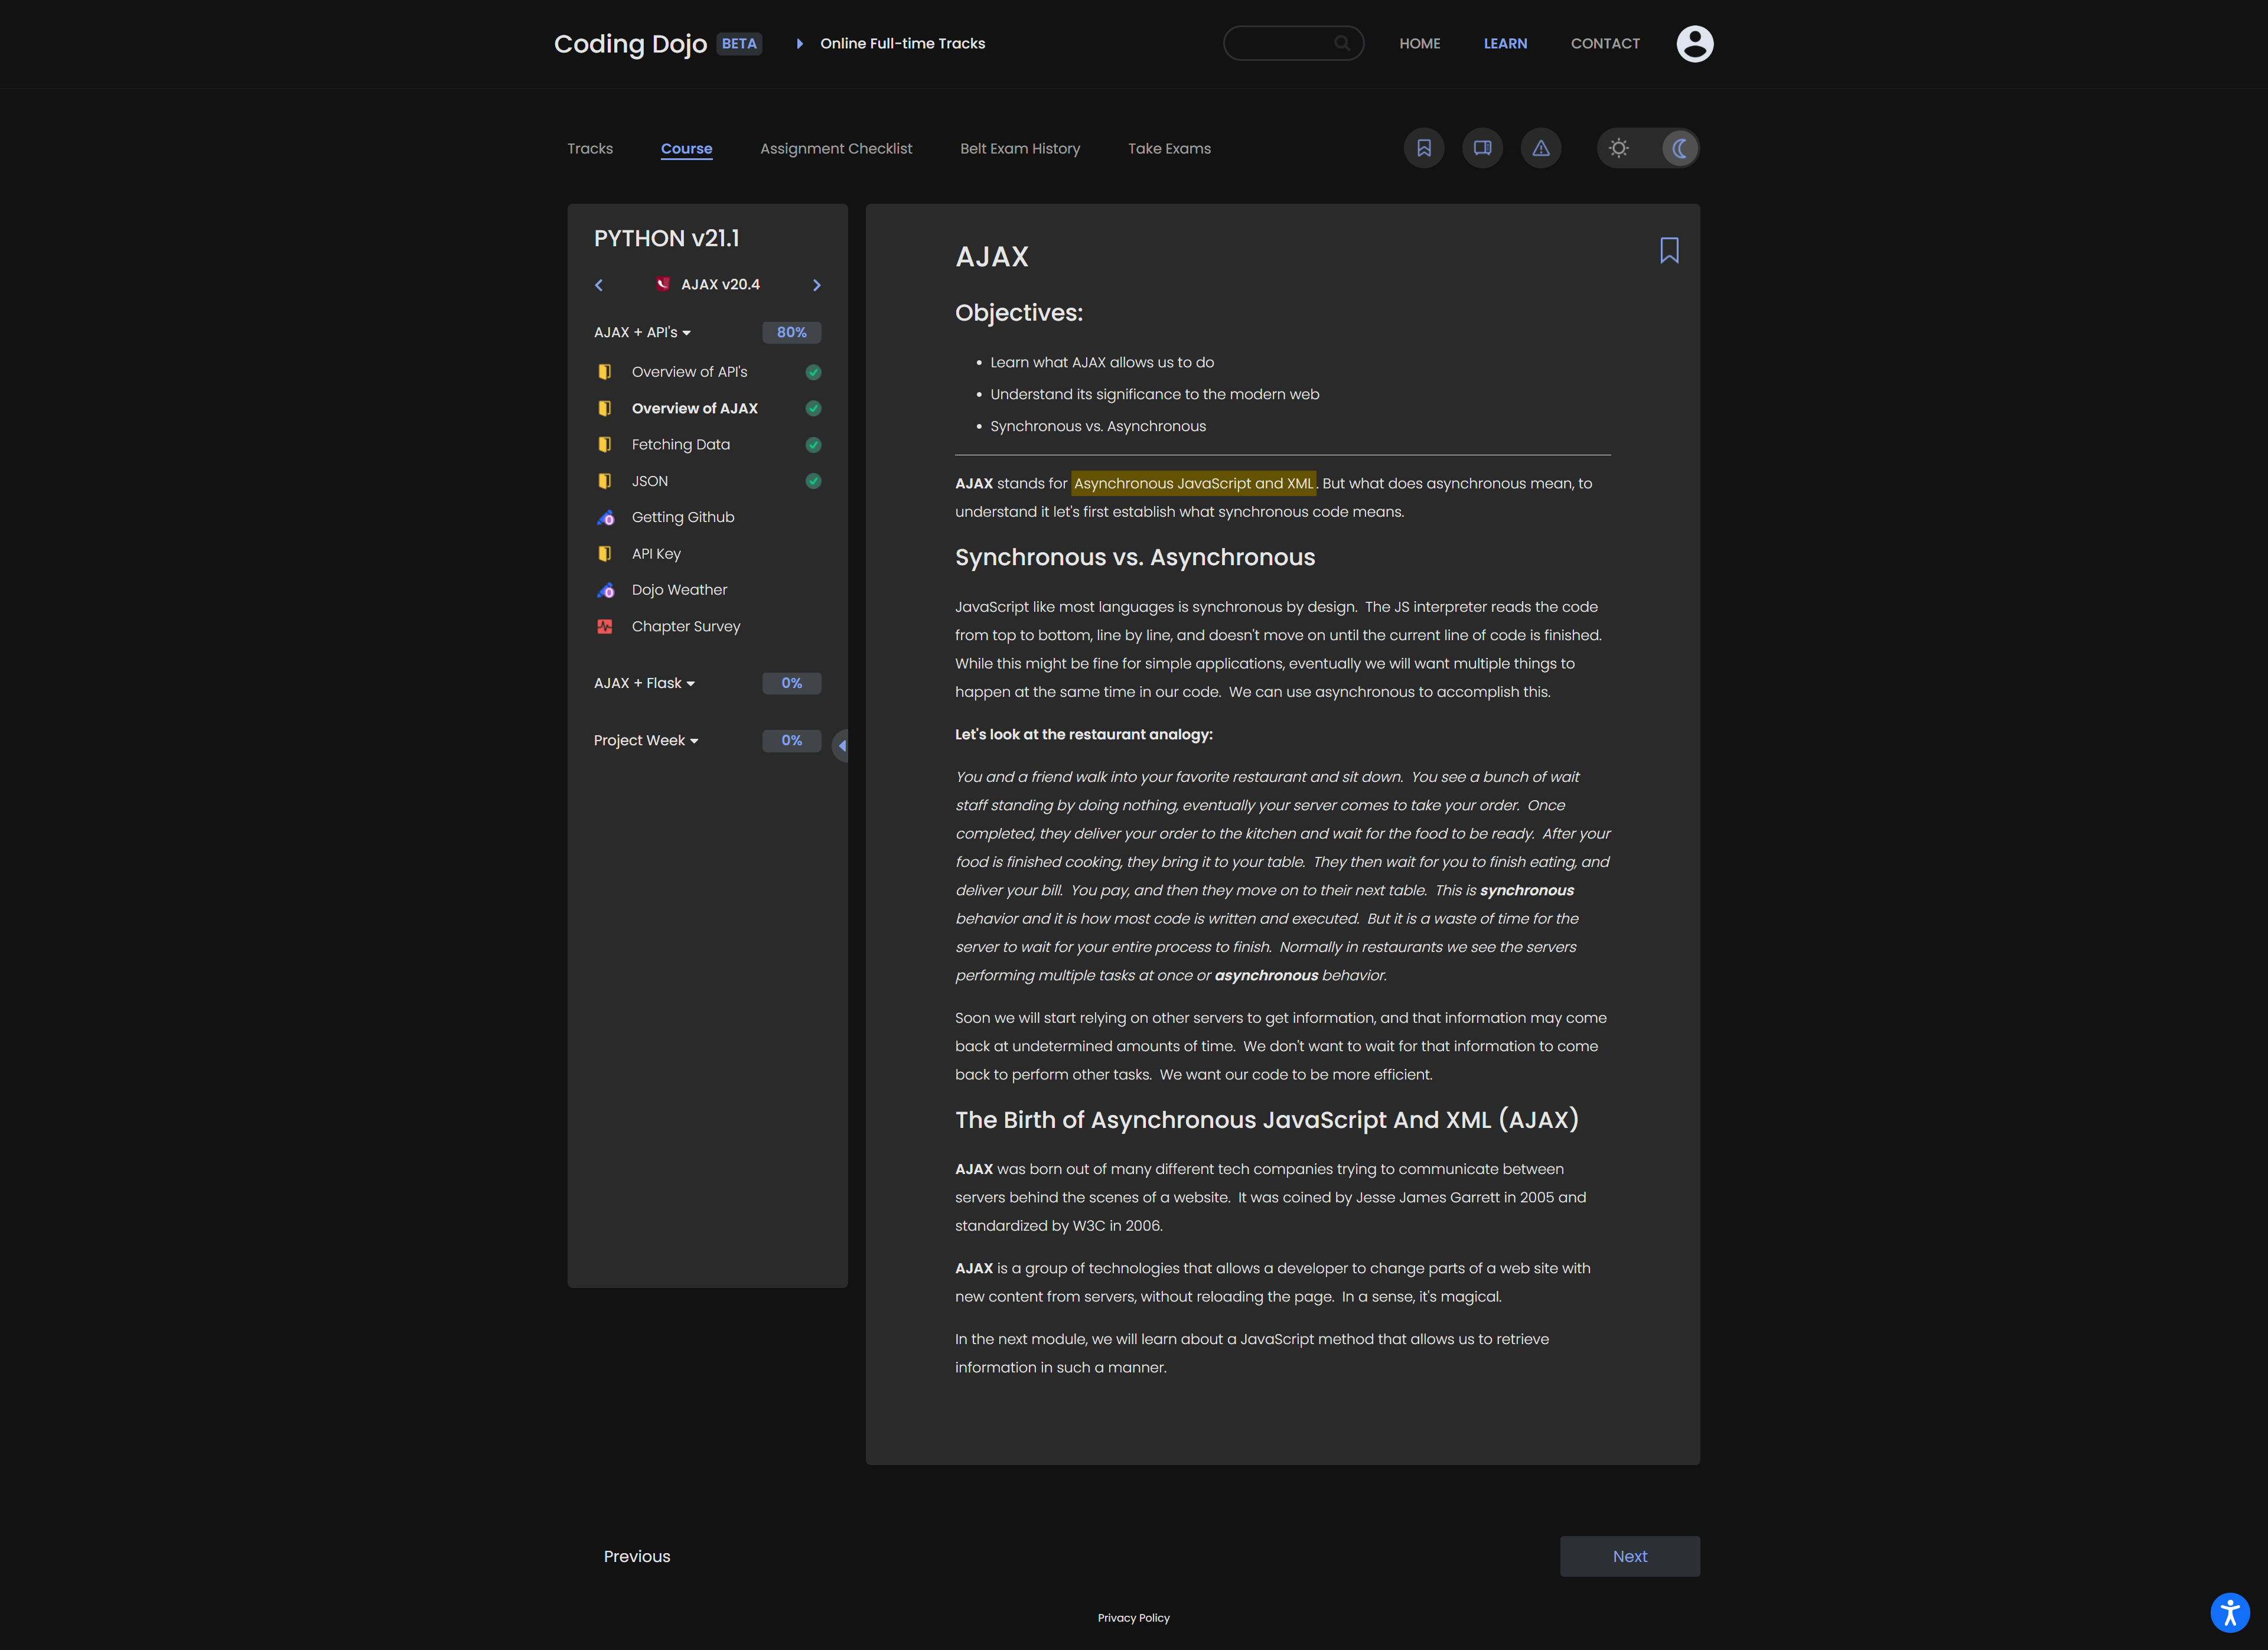 Coding Dojo BETA Online Full-time Tracks HOME LEARN CONTACT
Tracks Course Assignment Checklist Belt Exam History Take Exams
PYTHON v21.1
AJAX v20.4
AJAX + API's 80%
Overview of API's
Overview of AJAX
Fetching Data
JSON
Getting Github
API Key
Dojo Weather
Chapter Survey
AJAX + Flask 0%
Project Week 0%
AJAX
Objectives:
• Learn what AJAX allows us to do
• Understand its significance to the modern web
• Synchronous vs. Asynchronous
AJAX stands for Asynchronous JavaScript and XML. But what does asynchronous mean, to
understand it let's first establish what synchronous code means.
Synchronous vs. Asynchronous
JavaScript like most languages is synchronous by design. The JS interpreter reads the code
from top to bottom, line by line, and doesn't move on until the current line of code is finished.
While this might be fine for simple applications, eventually we will want multiple things to
happen at the same time in our code. We can use asynchronous to accomplish this.
Let's look at the restaurant analogy:
You and a friend walk into your favorite restaurant and sit down. You see a bunch of wait
staff standing by doing nothing, eventually your server comes to take your order. Once
completed, they deliver your order to the kitchen and wait for the food to be ready. After your
food is finished cooking, they bring it to your table. They then wait for you to finish eating, and
deliver your bill. You pay, and then they move on to their next table. This is synchronous
behavior and it is how most code is written and executed. But it is a waste of time for the
server to wait for your entire process to finish. Normally in restaurants we see the servers
performing multiple tasks at once or asynchronous behavior.
Soon we will start relying on other servers to get information, and that information may come
back at undetermined amounts of time. We don't want to wait for that information to come
back to perform other tasks. We want our code to be more efficient.
The Birth of Asynchronous JavaScript And XML (AJAX)
AJAX was born out of many different tech companies trying to communicate between
servers behind the scenes of a website. It was coined by Jesse James Garrett in 2005 and
standardized by W3C in 2006.
AJAX is a group of technologies that allows a developer to change parts of a web site with
new content from servers, without reloading the page. In a sense, it's magical.
In the next module, we will learn about a JavaScript method that allows us to retrieve
information in such a manner.
Previous Next
Privacy Policy